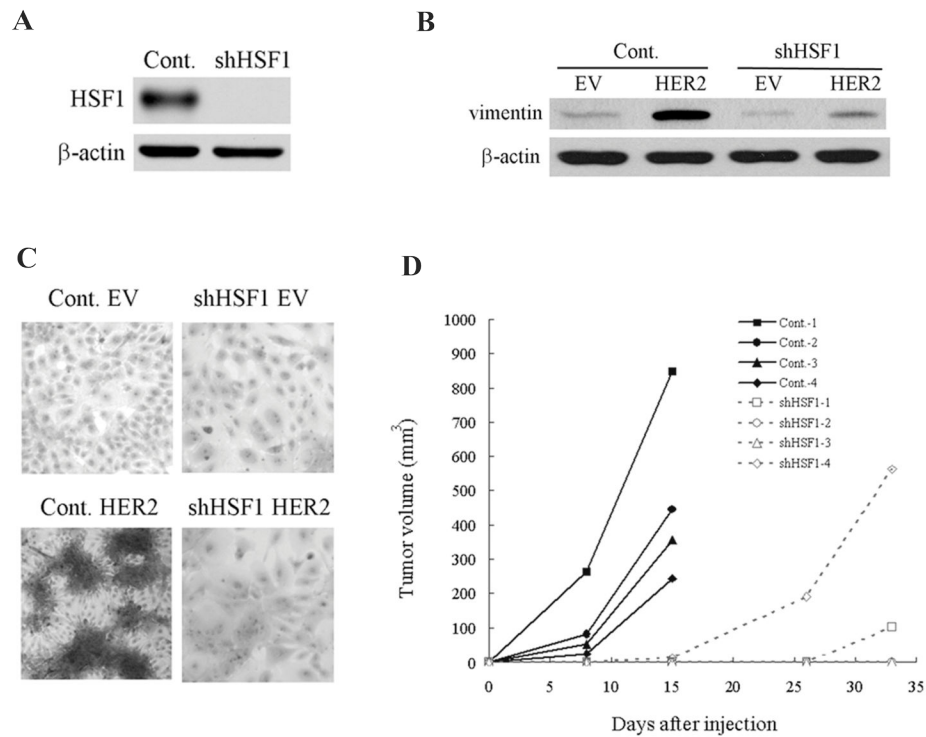 A
Cont. shHSF1
HSF1
β-actin
B
Cont. shHSF1
EV HER2 EV HER2
vimentin
β-actin
C
Cont. EV shHSF1 EV
Cont. HER2 shHSF1 HER2
D
1000
900
800
700
600
500
400
300
200
100
0
Tumor volume (mm³)
Cont.-1
Cont.-2
Cont.-3
Cont.-4
shHSF1-1
shHSF1-2
shHSF1-3
shHSF1-4
0 5 10 15 20 25 30 35
Days after injection